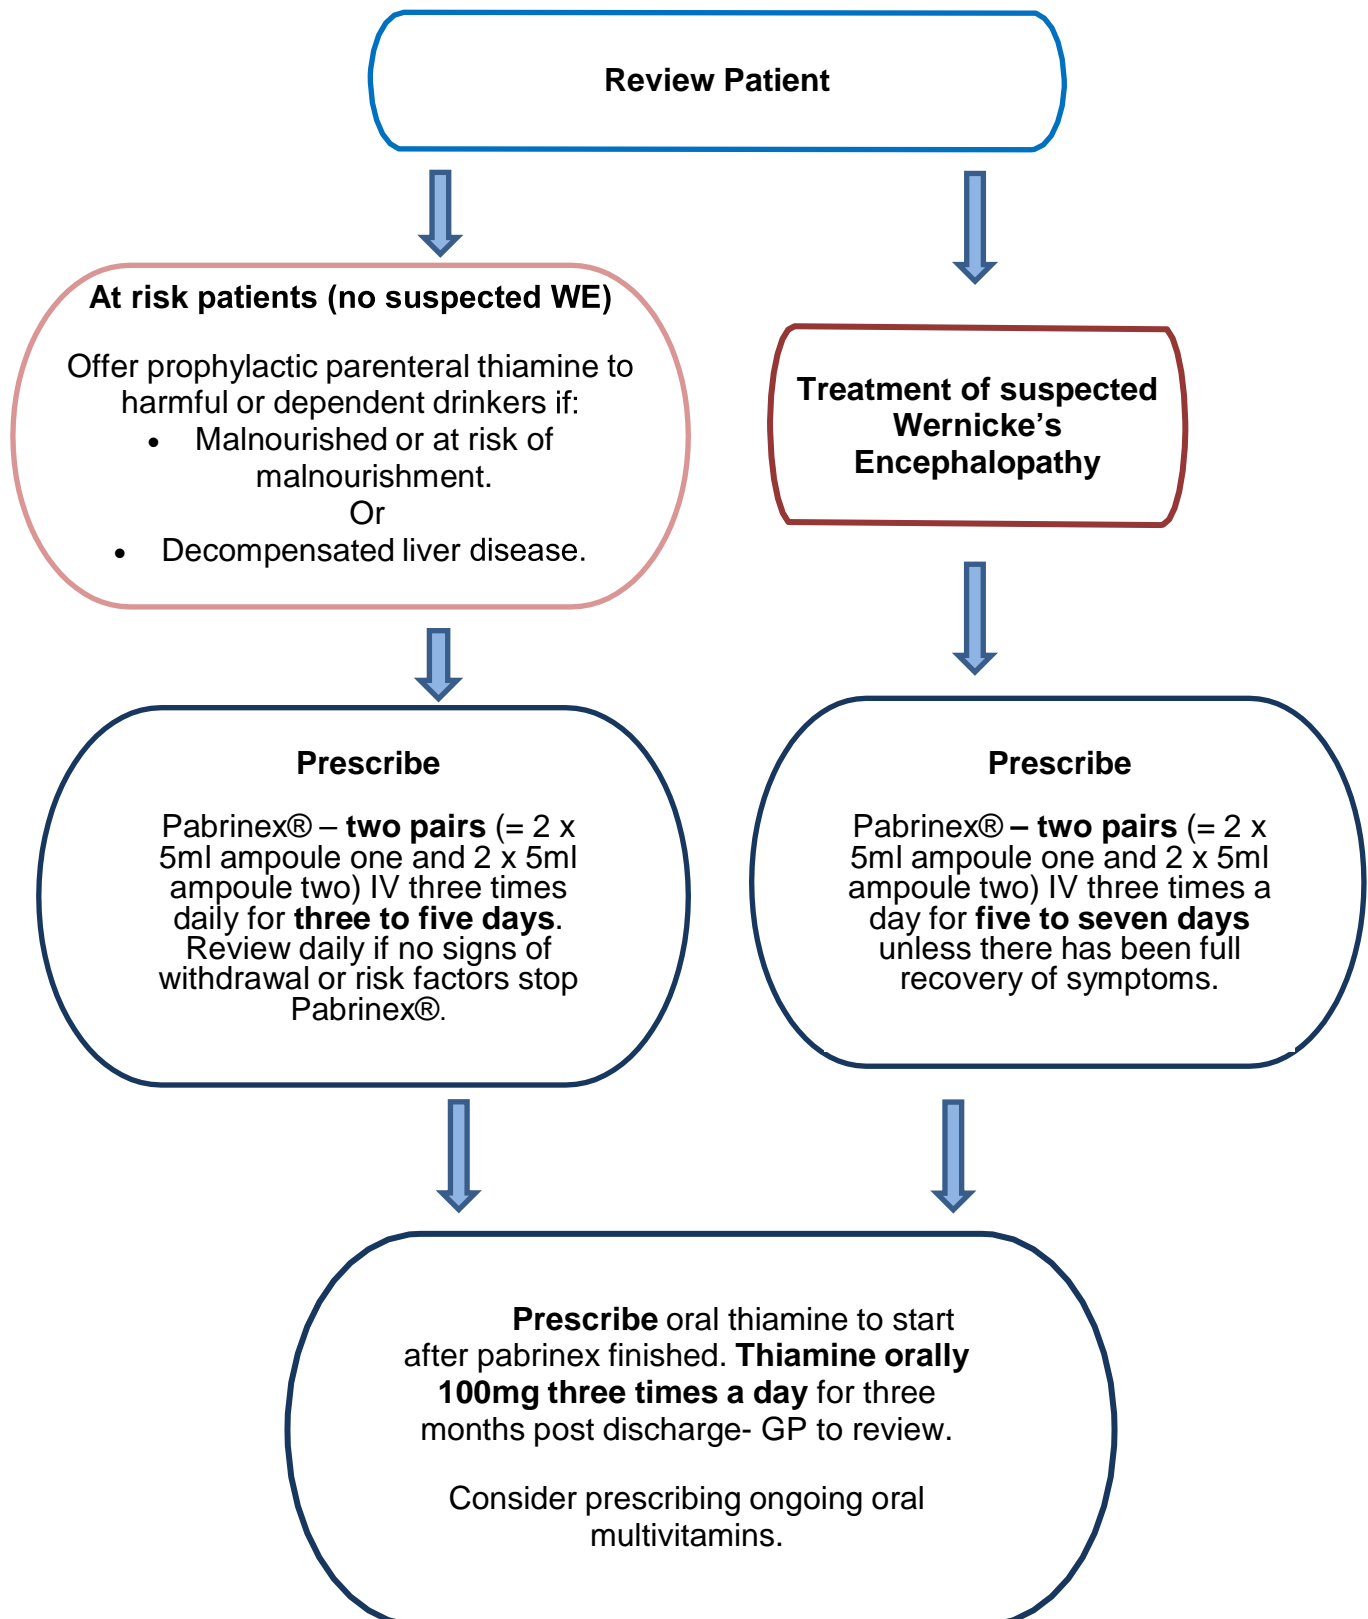 Review Patient
At risk patients (no suspected WE)
Offer prophylactic parenteral thiamine to
harmful or dependent drinkers if:
• Malnourished or at risk of
malnourishment.
Or
• Decompensated liver disease.
Treatment of suspected
Wernicke's
Encephalopathy
Prescribe
Pabrinex® – two pairs (= 2 x
5ml ampoule one and 2 x 5ml
ampoule two) IV three times
daily for three to five days.
Review daily if no signs of
withdrawal or risk factors stop
Pabrinex®.
Prescribe
Pabrinex® – two pairs (= 2 x
5ml ampoule one and 2 x 5ml
ampoule two) IV three times a
day for five to seven days
unless there has been full
recovery of symptoms.
Prescribe oral thiamine to start
after pabrinex finished. Thiamine orally
100mg three times a day for three
months post discharge- GP to review.
Consider prescribing ongoing oral
multivitamins.